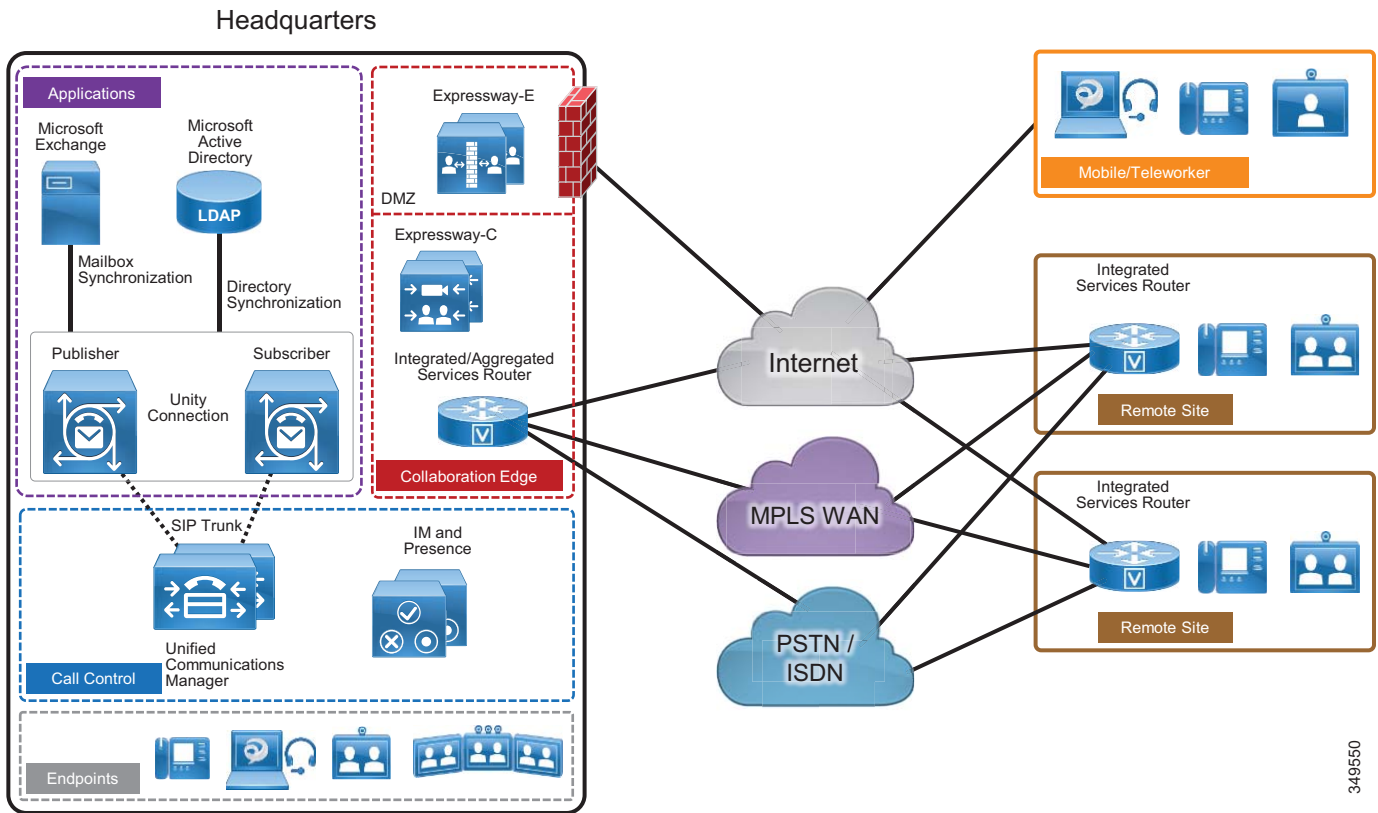 Headquarters
Applications
Microsoft
Exchange
Microsoft
Active
Directory
LDAP
Mailbox
Synchronization
Directory
Synchronization
Publisher
Subscriber
Unity
Connection
Expressway-E
DMZ
Expressway-C
Integrated/Aggregated
Services Router
V
Collaboration Edge
SIP Trunk
IM and
Presence
Unified
Communications
Manager
Call Control
Endpoints
Internet
MPLS WAN
PSTN /
ISDN
Mobile/Teleworker
Integrated
Services Router
V
Remote Site
Integrated
Services Router
V
Remote Site
349550